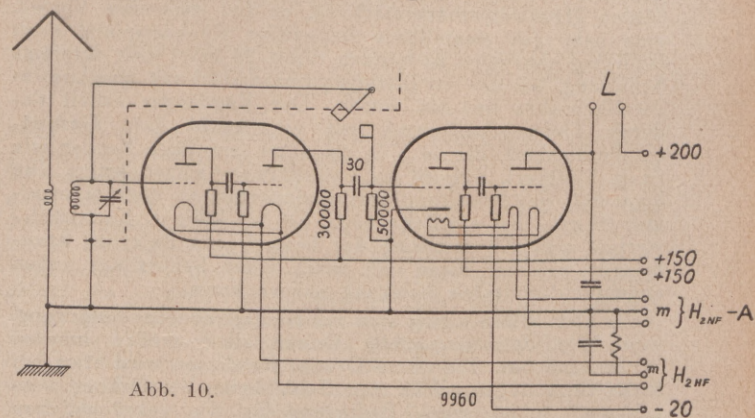 L
+200
30
30000
50000
+150
+150
m } H₂NF -A
m } H₂HF
Abb. 10.
9960
- 20